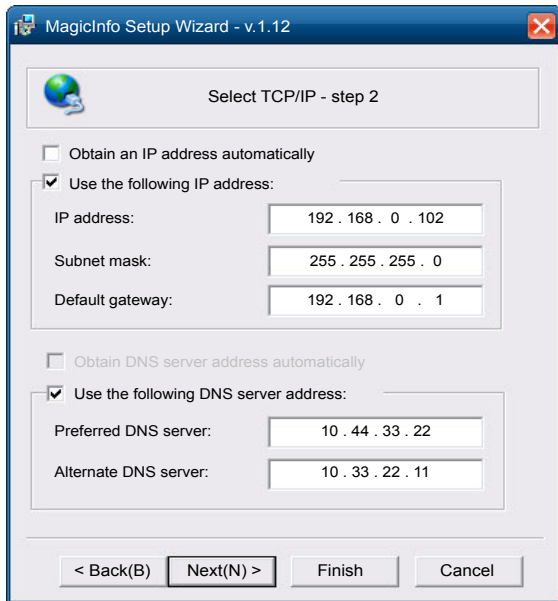 MagicInfo Setup Wizard - v.1.12
Select TCP/IP - step 2
Obtain an IP address automatically
Use the following IP address:
IP address: 192 . 168 . 0 . 102
Subnet mask: 255 . 255 . 255 . 0
Default gateway: 192 . 168 . 0 . 1
Obtain DNS server address automatically
Use the following DNS server address:
Preferred DNS server: 10 . 44 . 33 . 22
Alternate DNS server: 10 . 33 . 22 . 11
< Back(B) Next(N) > Finish Cancel